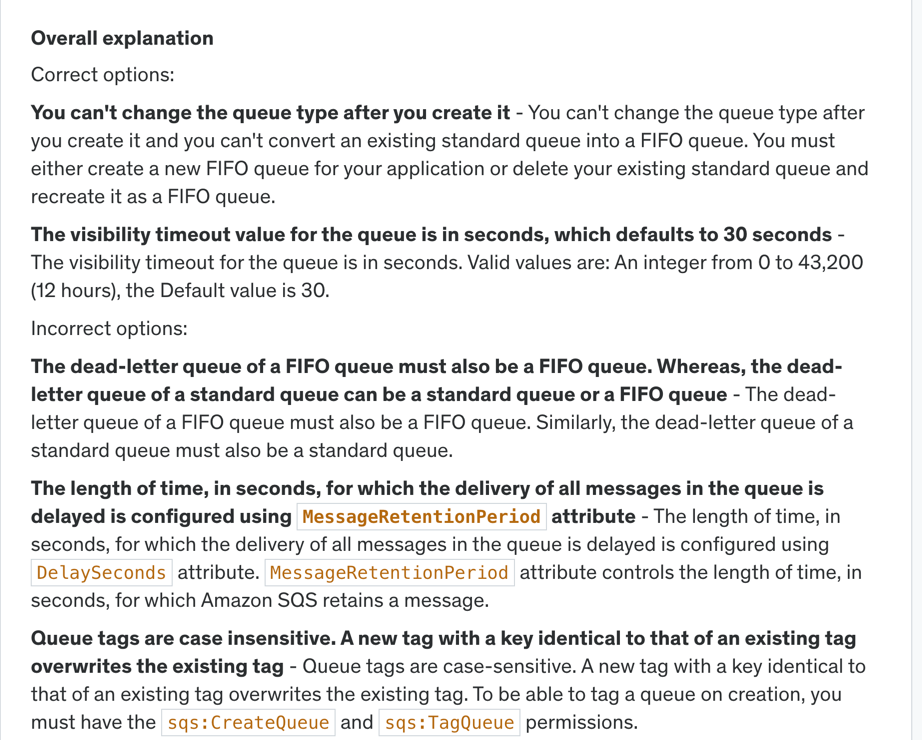 Overall explanation
Correct options:
You can't change the queue type after you create it - You can't change the queue type after
you create it and you can't convert an existing standard queue into a FIFO queue. You must
either create a new FIFO queue for your application or delete your existing standard queue and
recreate it as a FIFO queue.
The visibility timeout value for the queue is in seconds, which defaults to 30 seconds -
The visibility timeout for the queue is in seconds. Valid values are: An integer from 0 to 43,200
(12 hours), the Default value is 30.
Incorrect options:
The dead-letter queue of a FIFO queue must also be a FIFO queue. Whereas, the dead-
letter queue of a standard queue can be a standard queue or a FIFO queue - The dead-
letter queue of a FIFO queue must also be a FIFO queue. Similarly, the dead-letter queue of a
standard queue must also be a standard queue.
The length of time, in seconds, for which the delivery of all messages in the queue is
delayed is configured using MessageRetentionPeriod attribute - The length of time, in
seconds, for which the delivery of all messages in the queue is delayed is configured using
DelaySeconds attribute. MessageRetentionPeriod attribute controls the length of time, in
seconds, for which Amazon SQS retains a message.
Queue tags are case insensitive. A new tag with a key identical to that of an existing tag
overwrites the existing tag - Queue tags are case-sensitive. A new tag with a key identical to
that of an existing tag overwrites the existing tag. To be able to tag a queue on creation, you
must have the sqs:CreateQueue and sqs:TagQueue permissions.